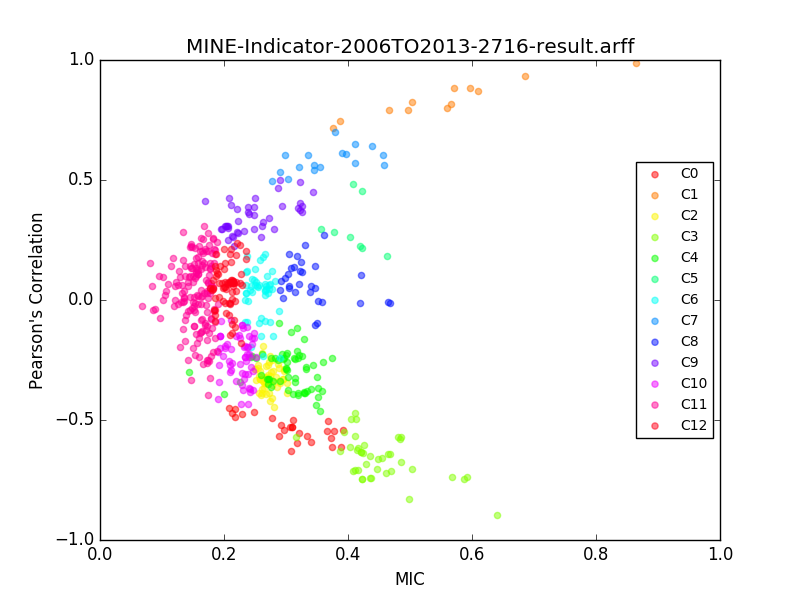 MINE-Indicator-2006TO2013-2716-result.arff
1.0
0.5
0.0
−0.5
−1.0
Pearson's Correlation
0.0 0.2 0.4 0.6 0.8 1.0
MIC
C0
C1
C2
C3
C4
C5
C6
C7
C8
C9
C10
C11
C12